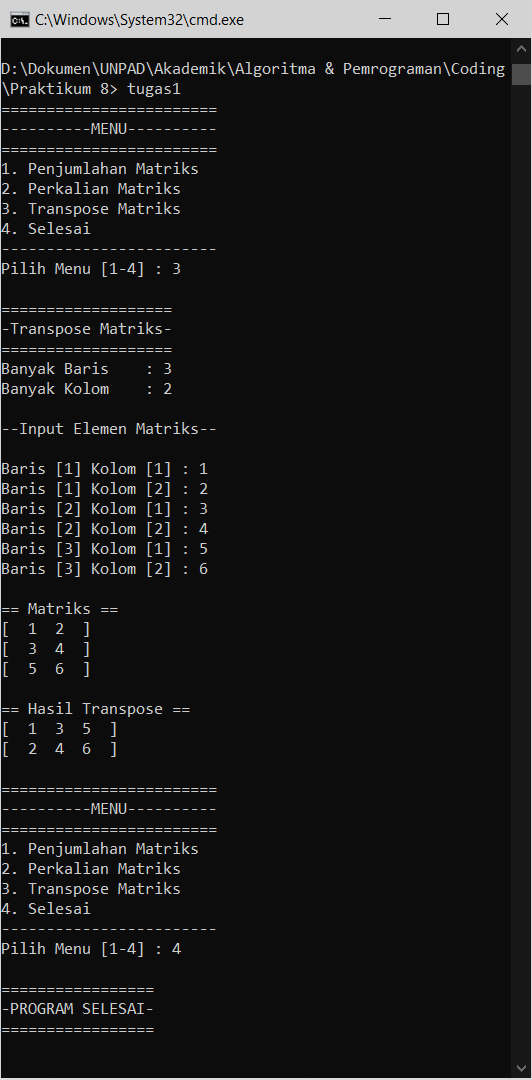 C:\Windows\System32\cmd.exe
D:\Dokumen\UNPAD\Akademik\Algoritma & Pemrograman\Coding
\Praktikum 8> tugas1
========================
----------MENU----------
========================
1. Penjumlahan Matriks
2. Perkalian Matriks
3. Transpose Matriks
4. Selesai
------------------------
Pilih Menu [1-4] : 3
===================
-Transpose Matriks-
===================
Banyak Baris    : 3
Banyak Kolom    : 2
--Input Elemen Matriks--
Baris [1] Kolom [1] : 1
Baris [1] Kolom [2] : 2
Baris [2] Kolom [1] : 3
Baris [2] Kolom [2] : 4
Baris [3] Kolom [1] : 5
Baris [3] Kolom [2] : 6
== Matriks ==
[  1  2  ]
[  3  4  ]
[  5  6  ]
== Hasil Transpose ==
[  1  3  5  ]
[  2  4  6  ]
========================
----------MENU----------
========================
1. Penjumlahan Matriks
2. Perkalian Matriks
3. Transpose Matriks
4. Selesai
------------------------
Pilih Menu [1-4] : 4
=================
-PROGRAM SELESAI-
=================